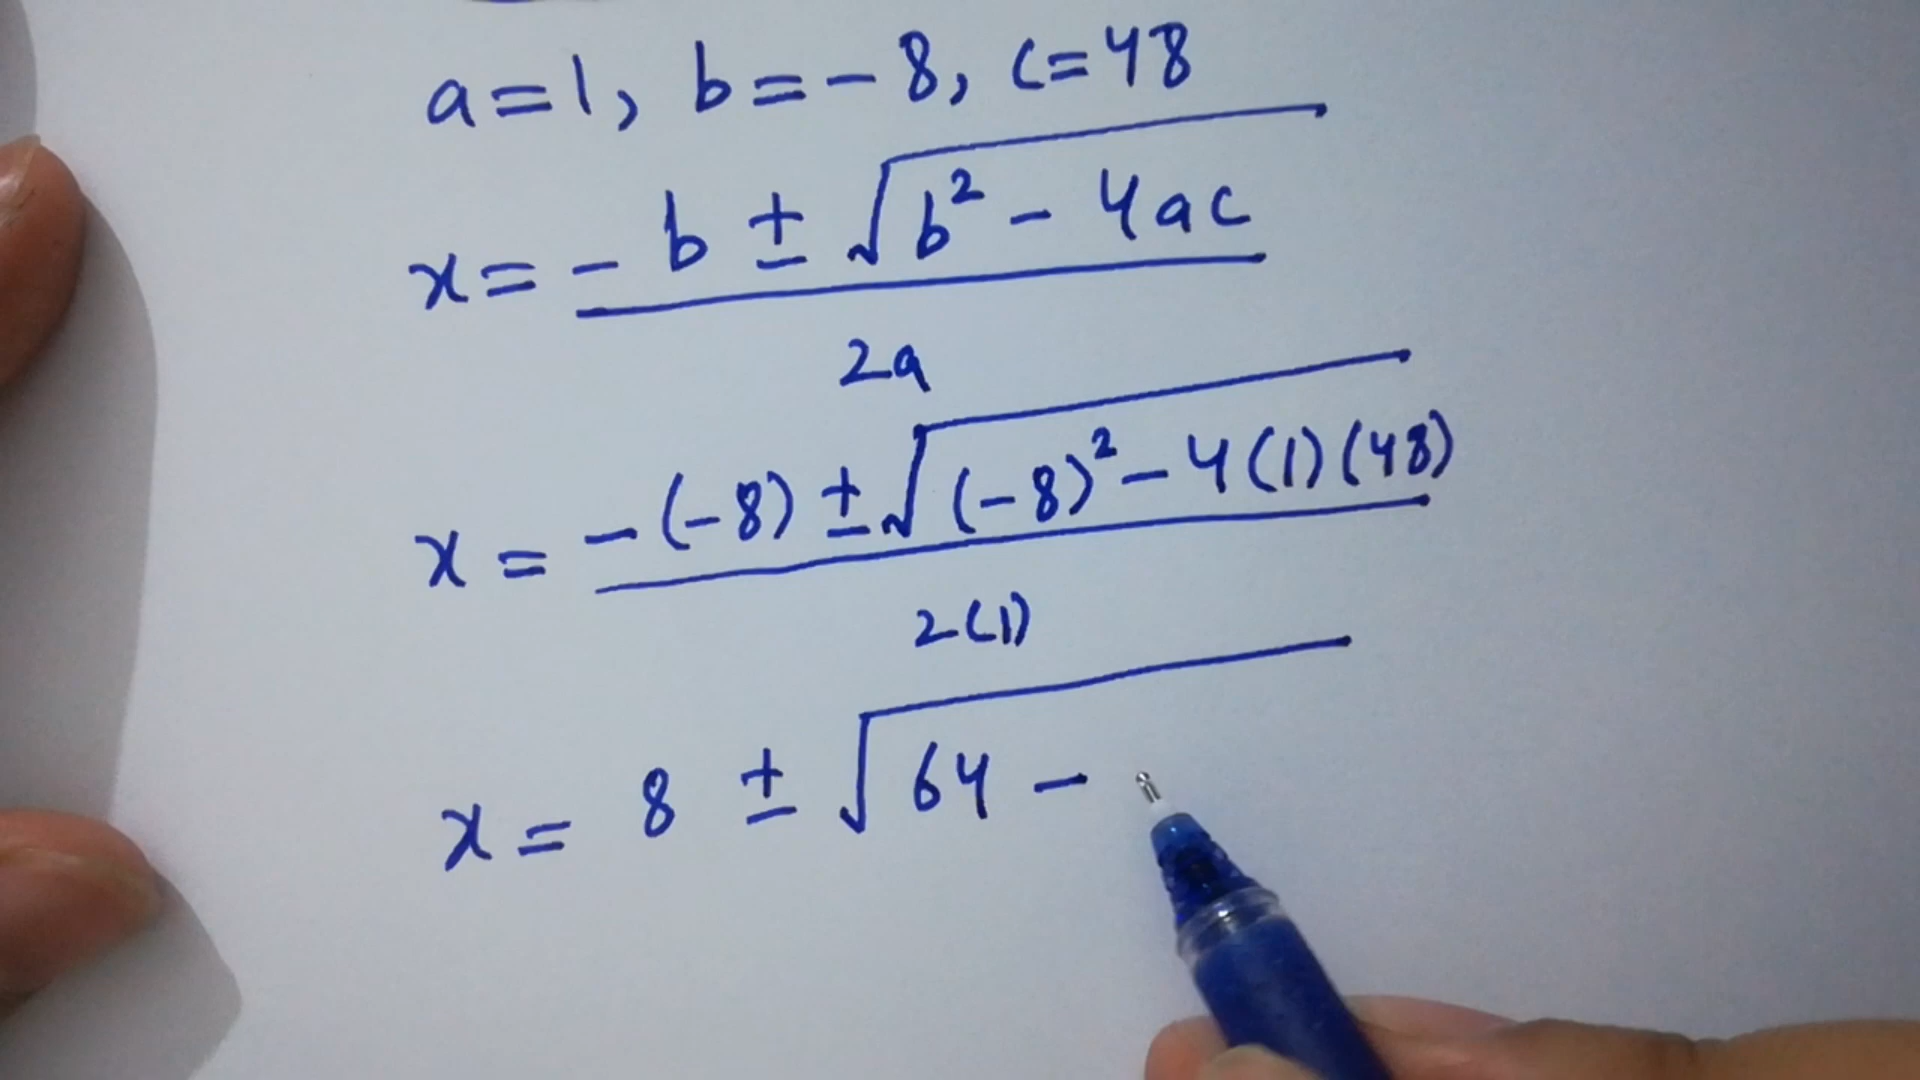 a=1, b=-8, c=48
x= -b ± √b² - 4ac
2a
x = -(-8) ± √(-8)² - 4(1)(48)
2(1)
x = 8 ± √64 -